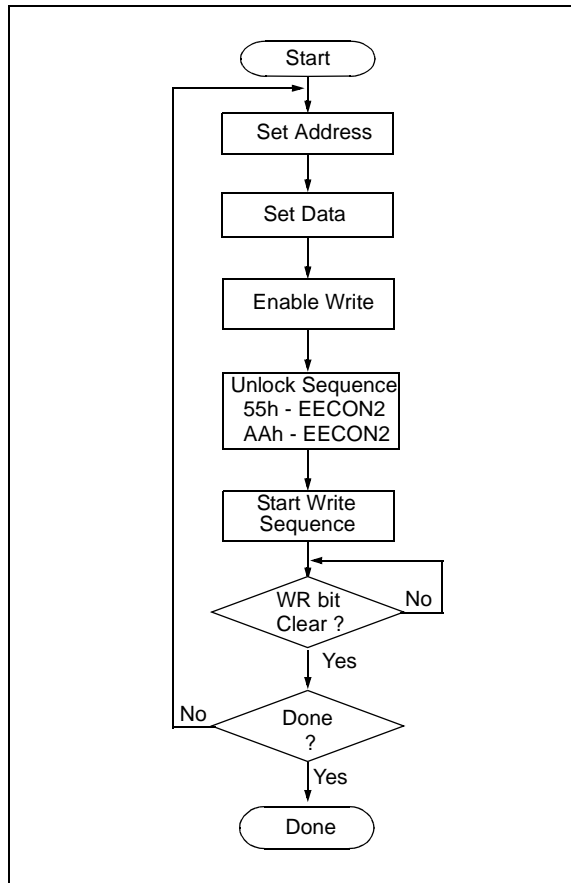 Start
Set Address
Set Data
Enable Write
Unlock Sequence
55h - EECON2
AAh - EECON2
Start Write
Sequence
WR bit
Clear ?
No
Yes
No
Done
?
Yes
Done